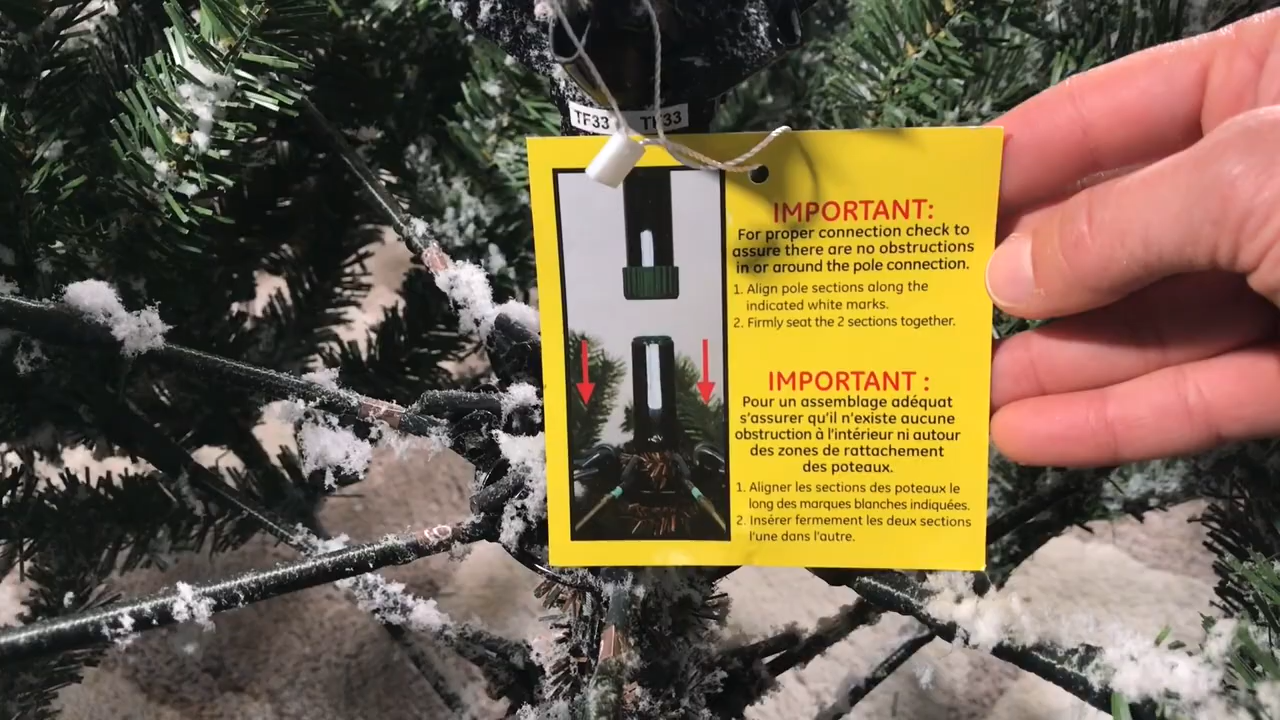 TF33 TF33
IMPORTANT:
For proper connection check to
assure there are no obstructions
in or around the pole connection.
1. Align pole sections along the
indicated white marks.
2. Firmly seat the 2 sections together.
IMPORTANT :
Pour un assemblage adéquat
s'assurer qu'il n'existe aucune
obstruction à l'intérieur ni autour
des zones de rattachement
des poteaux.
1. Aligner les sections des poteaux le
long des marques blanches indiquées.
2. Insérer fermement les deux sections
l'une dans l'autre.